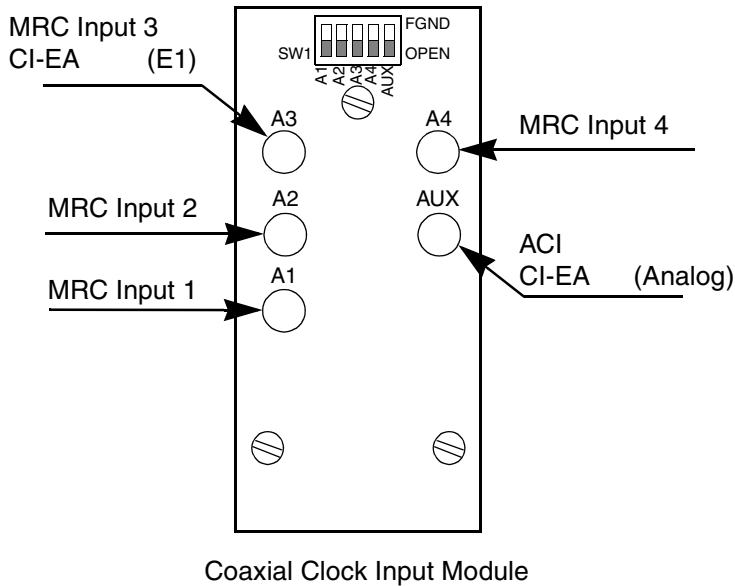 MRC Input 3
CI-EA (E1)
FGND
SW1
OPEN
A1
A2
A3
A4
AUX
A3
A4
MRC Input 4
MRC Input 2
A2
AUX
ACI
CI-EA (Analog)
MRC Input 1
A1
Coaxial Clock Input Module